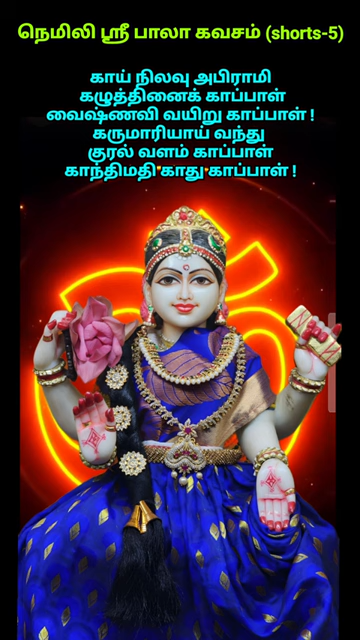 நெமிலி ஸ்ரீ பாலா கவசம் (shorts-5)
காய் நிலவு அபிராமி
கழுத்தினைக் காப்பாள்
வைஷ்ணவி வயிறு காப்பாள் !
கருமாரியாய் வந்து
குரல் வளம் காப்பாள்
காந்திமதி காது காப்பாள் !